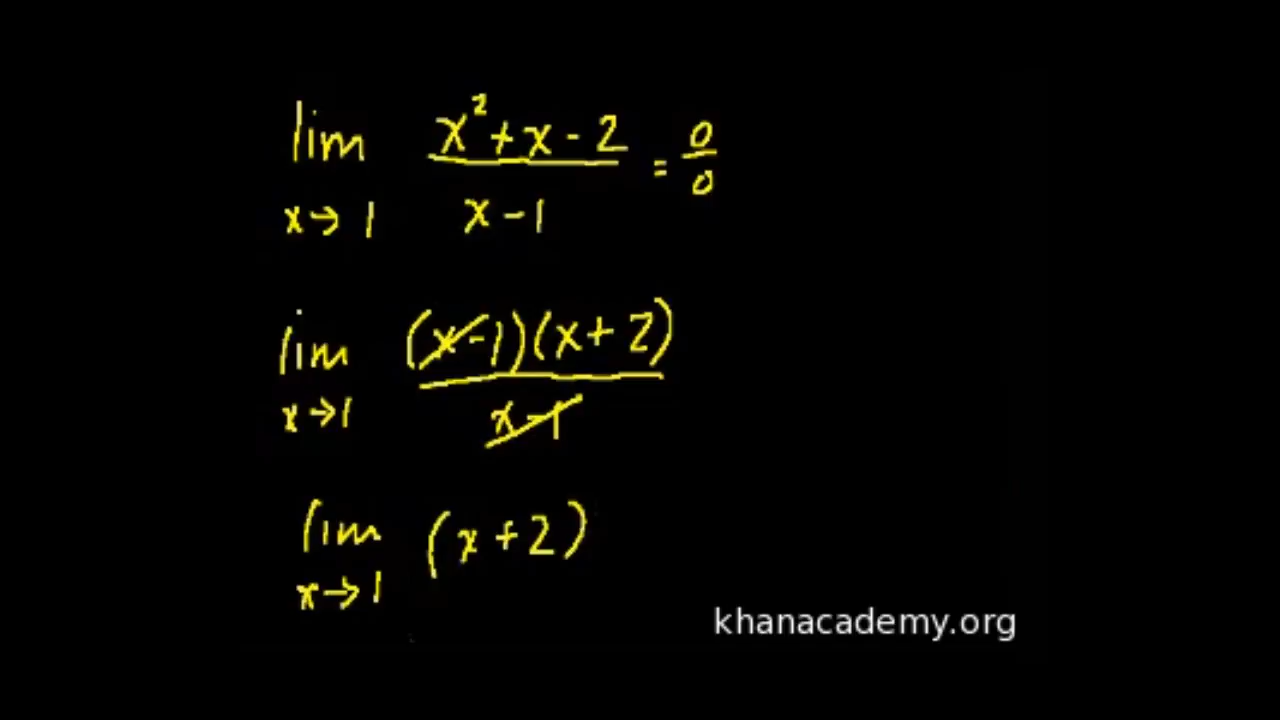 lim x²+x-2 = 0
x→1 x-1 0
lim (x-1)(x+2)
x→1 x-1
lim (x+2)
x→1
khanacademy.org